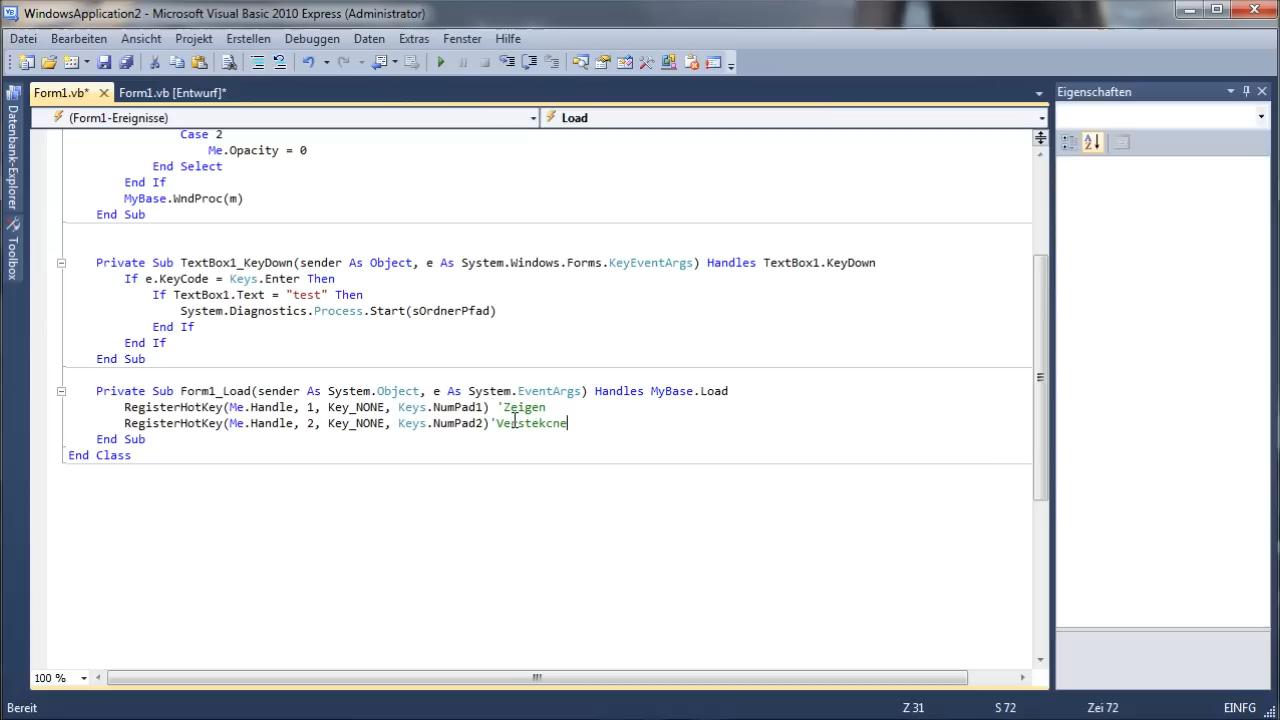 WindowsApplication2 - Microsoft Visual Basic 2010 Express (Administrator)
Datei Bearbeiten Ansicht Projekt Erstellen Debuggen Daten Extras Fenster Hilfe
Form1.vb* Form1.vb [Entwurf]*
Eigenschaften
(Form1-Ereignisse) Load
Datenbank-Explorer
Toolbox
Case 2
Me.Opacity = 0
End Select
End If
MyBase.WndProc(m)
End Sub
Private Sub TextBox1_KeyDown(sender As Object, e As System.Windows.Forms.KeyEventArgs) Handles TextBox1.KeyDown
If e.KeyCode = Keys.Enter Then
If TextBox1.Text = "test" Then
System.Diagnostics.Process.Start(sOrdnerPfad)
End If
End If
End Sub
Private Sub Form1_Load(sender As System.Object, e As System.EventArgs) Handles MyBase.Load
RegisterHotKey(Me.Handle, 1, Key_NONE, Keys.NumPad1) 'Zeigen
RegisterHotKey(Me.Handle, 2, Key_NONE, Keys.NumPad2)'Verstekcne
End Sub
End Class
100 %
Bereit Z 31 S 72 Zei 72 EINFG